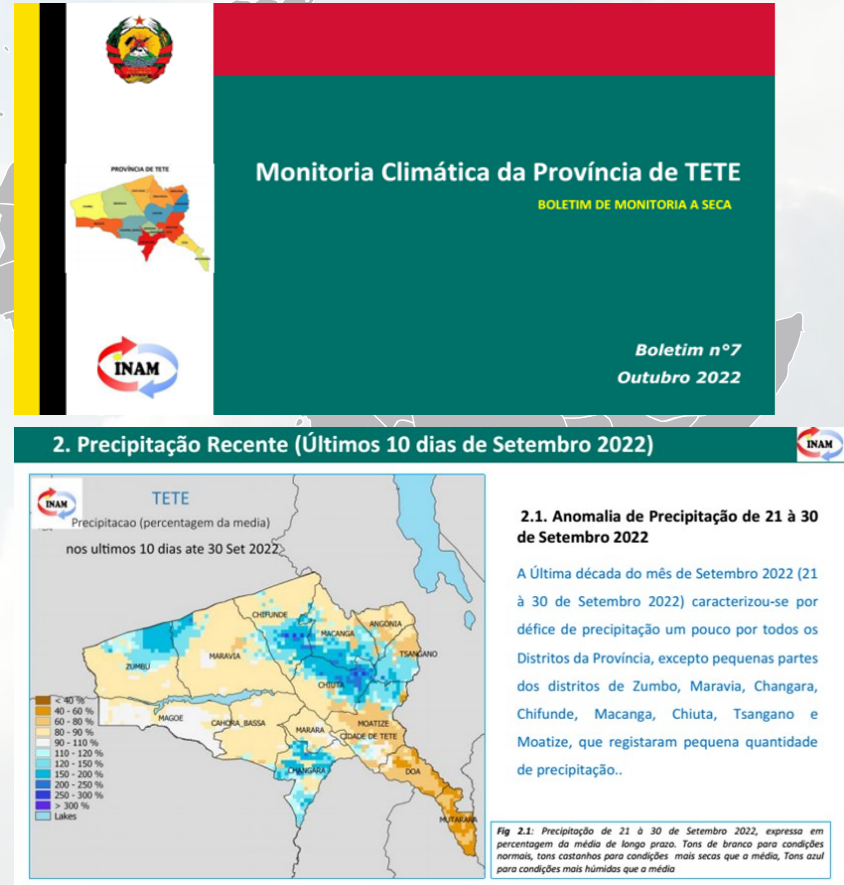 PROVÍNCIA DE TETE
Monitoria Climática da Província de TETE
BOLETIM DE MONITORIA A SECA
INAM
Boletim n°7
Outubro 2022
2. Precipitação Recente (Últimos 10 dias de Setembro 2022)
INAM
INAM
TETE
Precipitacao (percentagem da media)
nos ultimos 10 dias ate 30 Set 2022
CHIFUNDE
MACANGA
ANGONIA
TSANGANO
ZUMBU
MARAVIA
CHIUTA
MAGOE
CAHORA_BASSA
MARARA
MOATIZE
CIDADE DE TETE
CHANGARA
DOA
MUTARARA
< 40 %
40 - 60 %
60 - 80 %
80 - 90 %
90 - 110 %
110 - 120 %
120 - 150 %
150 - 200 %
200 - 250 %
250 - 300 %
> 300 %
Lakes
2.1. Anomalia de Precipitação de 21 à 30
de Setembro 2022
A Última década do mês de Setembro 2022 (21
à 30 de Setembro 2022) caracterizou-se por
défice de precipitação um pouco por todos os
Distritos da Província, excepto pequenas partes
dos distritos de Zumbo, Maravia, Changara,
Chifunde, Macanga, Chiuta, Tsangano e
Moatize, que registaram pequena quantidade
de precipitação..
Fig 2.1: Precipitação de 21 à 30 de Setembro 2022, expressa em
percentagem da média de longo prazo. Tons de branco para condições
normais, tons castanhos para condições mais secas que a média, Tons azul
para condições mais húmidas que a média